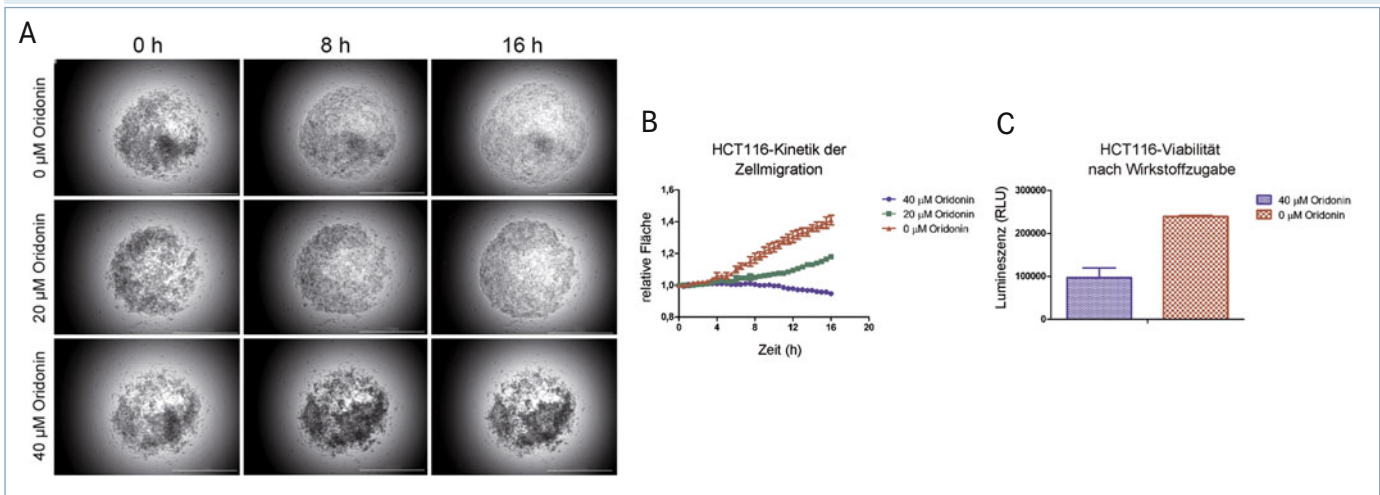 A
0 h
8 h
16 h
0 µM Oridonin
20 µM Oridonin
40 µM Oridonin
B
HCT116-Kinetik der
Zellmigration
relative Fläche
1,6
1,4
1,2
1,0
0,8
0
4
8
12
16
20
Zeit (h)
40 µM Oridonin
20 µM Oridonin
0 µM Oridonin
C
HCT116-Viabilität
nach Wirkstoffzugabe
Lumineszenz (RLU)
300000
200000
100000
0
40 µM Oridonin
0 µM Oridonin